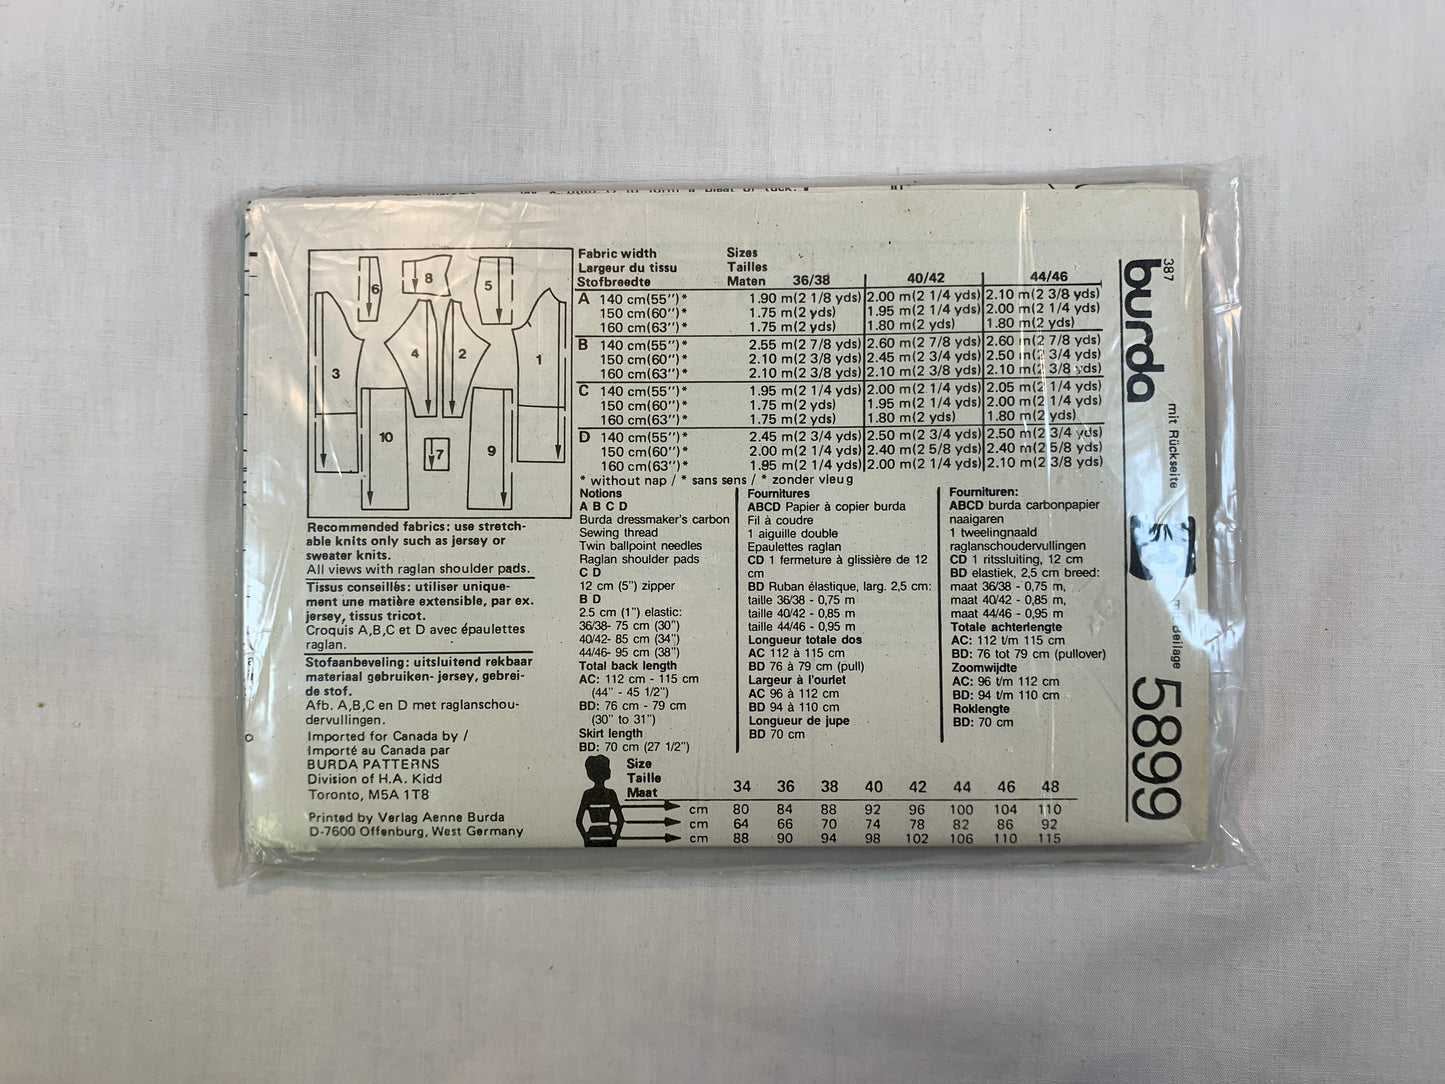 6
8
5
3
4
2
1
10
7
9
Fabric width
Largeur du tissu
Stofbreedte
Sizes
Tailles
Maten 36/38 40/42 44/46
A 140 cm(55'')* 1.90 m(2 1/8 yds) 2.00 m(2 1/4 yds) 2.10 m(2 3/8 yds)
150 cm(60'')* 1.75 m(2 yds) 1.95 m(2 1/4 yds) 2.00 m(2 1/4 yds)
160 cm(63'')* 1.75 m(2 yds) 1.80 m(2 yds) 1.80 m(2 yds)
B 140 cm(55'')* 2.55 m(2 7/8 yds) 2.60 m(2 7/8 yds) 2.60 m(2 7/8 yds)
150 cm(60'')* 2.10 m(2 3/8 yds) 2.45 m(2 3/4 yds) 2.50 m(2 3/4 yds)
160 cm(63'')* 2.10 m(2 3/8 yds) 2.10 m(2 3/8 yds) 2.10 m(2 3/8 yds)
C 140 cm(55'')* 1.95 m(2 1/4 yds) 2.00 m(2 1/4 yds) 2.05 m(2 1/4 yds)
150 cm(60'')* 1.75 m(2 yds) 1.95 m(2 1/4 yds) 2.00 m(2 1/4 yds)
160 cm(63'')* 1.75 m(2 yds) 1.80 m(2 yds) 1.80 m(2 yds)
D 140 cm(55'')* 2.45 m(2 3/4 yds) 2.50 m(2 3/4 yds) 2.50 m(2 3/4 yds)
150 cm(60'')* 2.00 m(2 1/4 yds) 2.40 m(2 5/8 yds) 2.40 m(2 5/8 yds)
160 cm(63'')* 1.95 m(2 1/4 yds) 2.00 m(2 1/4 yds) 2.10 m(2 3/8 yds)
* without nap / * sans sens / * zonder vleug
Recommended fabrics: use stretch-
able knits only such as jersey or
sweater knits.
All views with raglan shoulder pads.
Tissus conseillés: utiliser unique-
ment une matière extensible, par ex.
jersey, tissus tricot.
Croquis A,B,C et D avec épaulettes
raglan.
Stofaanbeveling: uitsluitend rekbaar
materiaal gebruiken- jersey, gebrei-
de stof.
Afb. A,B,C en D met raglanschou-
dervullingen.
Imported for Canada by /
Importé au Canada par
BURDA PATTERNS
Division of H.A. Kidd
Toronto, M5A 1T8
Printed by Verlag Aenne Burda
D-7600 Offenburg, West Germany
Notions
A B C D
Burda dressmaker's carbon
Sewing thread
Twin ballpoint needles
Raglan shoulder pads
C D
12 cm (5") zipper
B D
2.5 cm (1") elastic:
36/38- 75 cm (30")
40/42- 85 cm (34")
44/46- 95 cm (38")
Total back length
AC: 112 cm - 115 cm
(44" - 45 1/2")
BD: 76 cm - 79 cm
(30" to 31")
Skirt length
BD: 70 cm (27 1/2")
Fournitures
ABCD Papier à copier burda
Fil à coudre
1 aiguille double
Epaulettes raglan
CD 1 fermeture à glissière de 12
cm
BD Ruban élastique, larg. 2,5 cm:
taille 36/38 - 0,75 m
taille 40/42 - 0,85 m
taille 44/46 - 0,95 m
Longueur totale dos
AC 112 à 115 cm
BD 76 à 79 cm (pull)
Largeur à l'ourlet
AC 96 à 112 cm
BD 94 à 110 cm
Longueur de jupe
BD 70 cm
Fournituren:
ABCD burda carbonpapier
naaigaren
1 tweelingnaald
raglanschoudervullingen
CD 1 ritssluiting, 12 cm
BD elastiek, 2,5 cm breed:
maat 36/38 - 0,75 m,
maat 40/42 - 0,85 m,
maat 44/46 - 0,95 m
Totale achterlengte
AC: 112 t/m 115 cm
BD: 76 tot 79 cm (pullover)
Zoomwijdte
AC: 96 t/m 112 cm
BD: 94 t/m 110 cm
Roklengte
BD: 70 cm
Size
Taille
Maat 34 36 38 40 42 44 46 48
cm 80 84 88 92 96 100 104 110
cm 64 66 70 74 78 82 86 92
cm 88 90 94 98 102 106 110 115
387
burda
mit Rückseite
5899